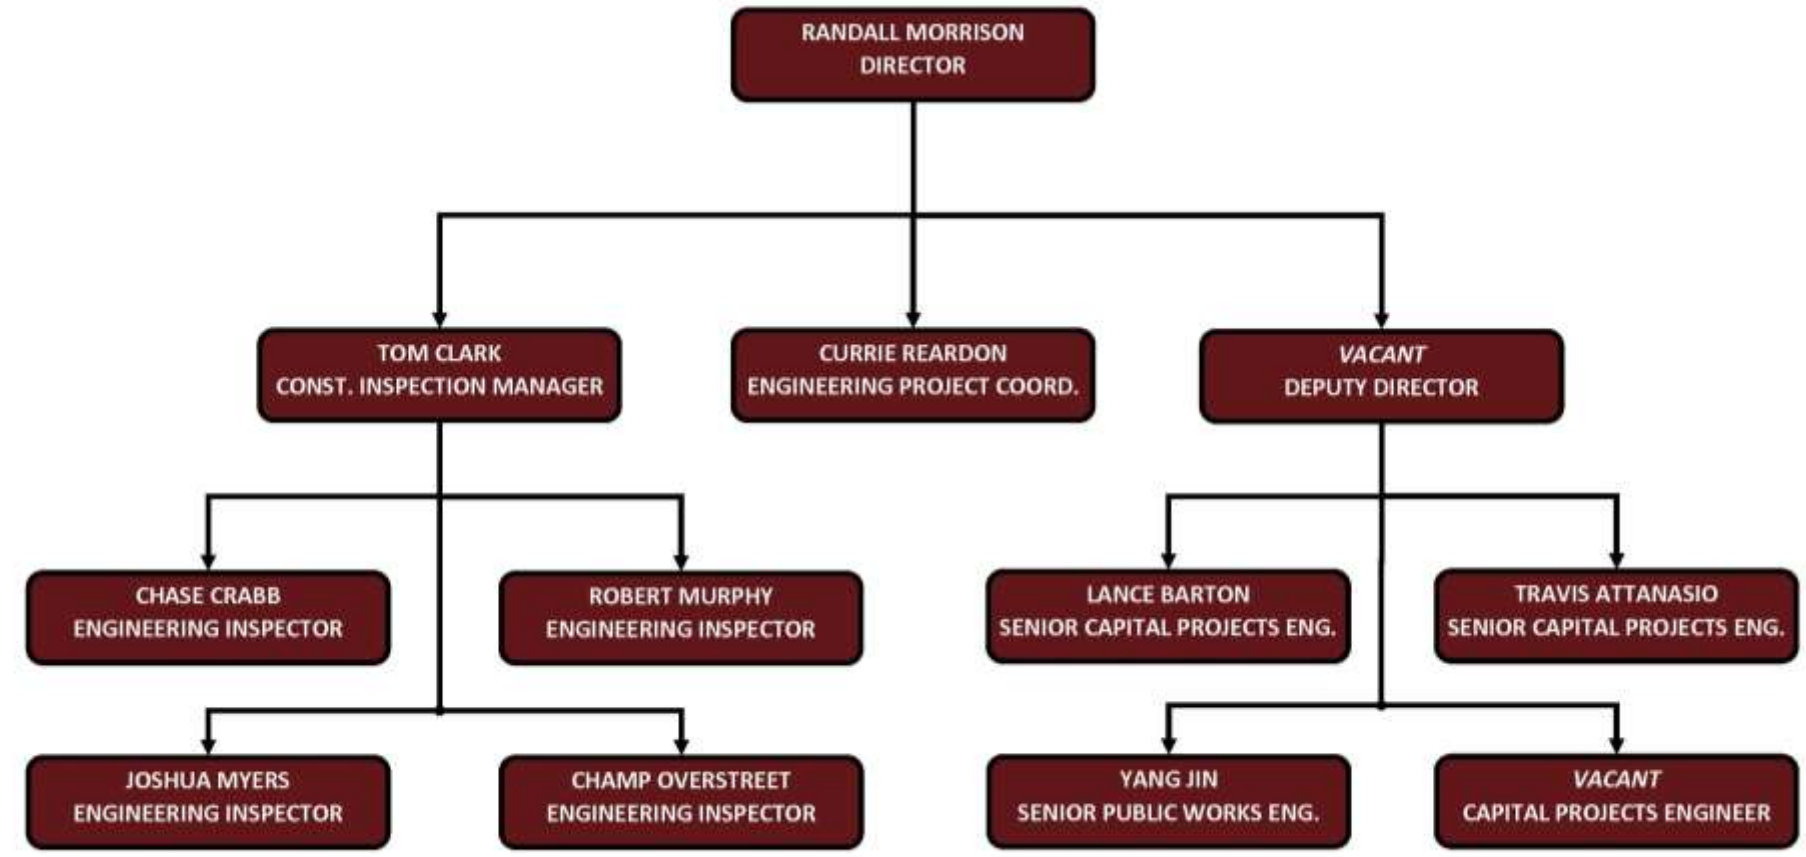 RANDALL MORRISON
DIRECTOR
TOM CLARK
CONST. INSPECTION MANAGER
CURRIE REARDON
ENGINEERING PROJECT COORD.
VACANT
DEPUTY DIRECTOR
CHASE CRABB
ENGINEERING INSPECTOR
ROBERT MURPHY
ENGINEERING INSPECTOR
LANCE BARTON
SENIOR CAPITAL PROJECTS ENG.
TRAVIS ATTANASIO
SENIOR CAPITAL PROJECTS ENG.
JOSHUA MYERS
ENGINEERING INSPECTOR
CHAMP OVERSTREET
ENGINEERING INSPECTOR
YANG JIN
SENIOR PUBLIC WORKS ENG.
VACANT
CAPITAL PROJECTS ENGINEER